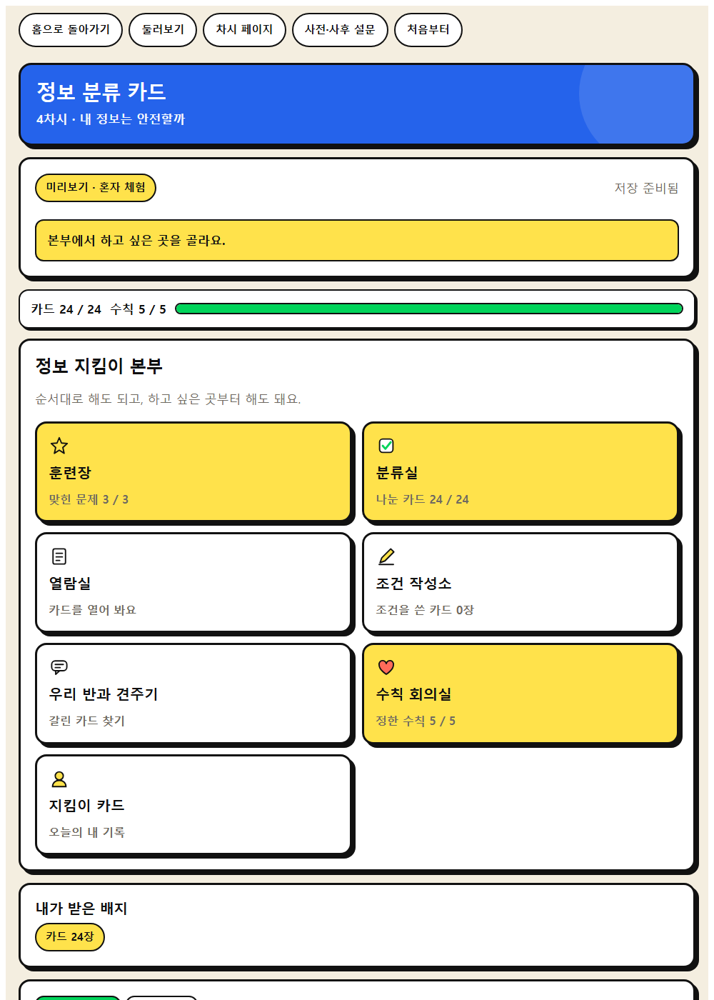 홈으로 돌아가기
둘러보기
차시 페이지
사전·사후 설문
처음부터
정보 분류 카드
4차시 · 내 정보는 안전할까
미리보기 · 혼자 체험
저장 준비됨
본부에서 하고 싶은 곳을 골라요.
카드 24 / 24 수칙 5 / 5
정보 지킴이 본부
순서대로 해도 되고, 하고 싶은 곳부터 해도 돼요.
훈련장
맞힌 문제 3 / 3
분류실
나눈 카드 24 / 24
열람실
카드를 열어 봐요
조건 작성소
조건을 쓴 카드 0장
우리 반과 견주기
갈린 카드 찾기
수칙 회의실
정한 수칙 5 / 5
지킴이 카드
오늘의 내 기록
내가 받은 배지
카드 24장